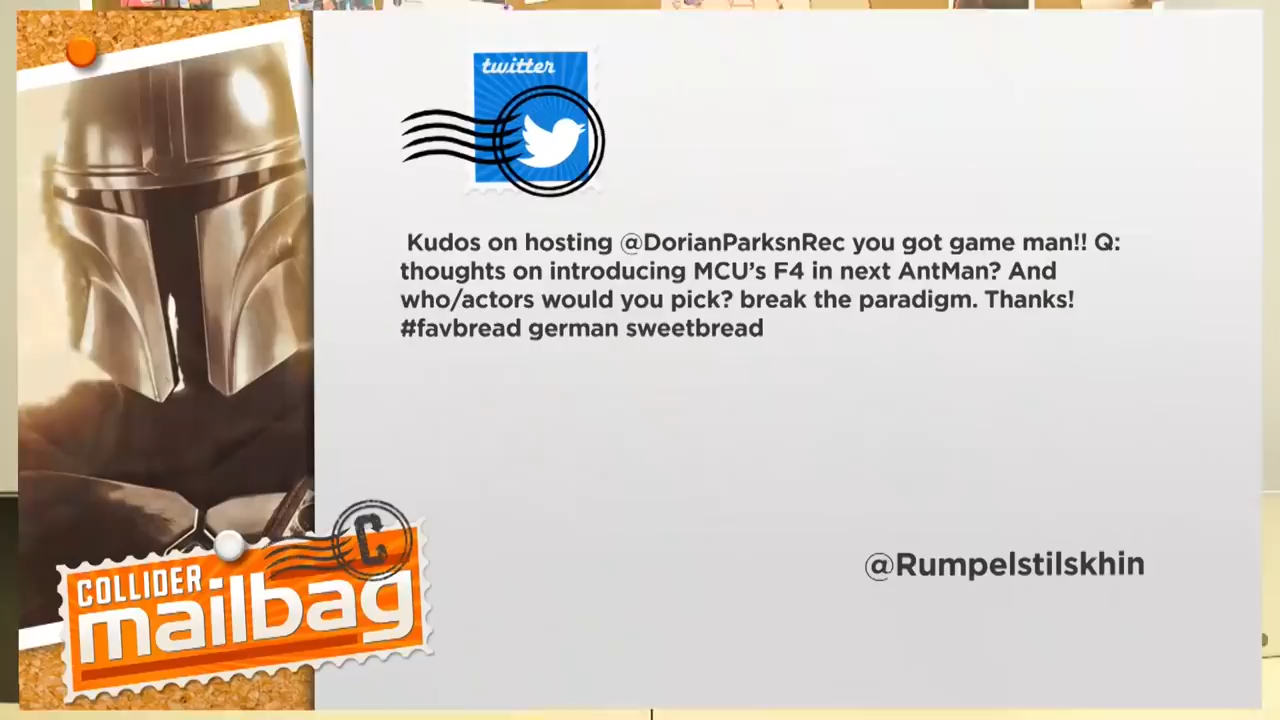 twitter
Kudos on hosting @DorianParksnRec you got game man!! Q:
thoughts on introducing MCU's F4 in next AntMan? And
who/actors would you pick? break the paradigm. Thanks!
#favbread german sweetbread
@Rumpelstilskhin
C
COLLIDER
mailbag